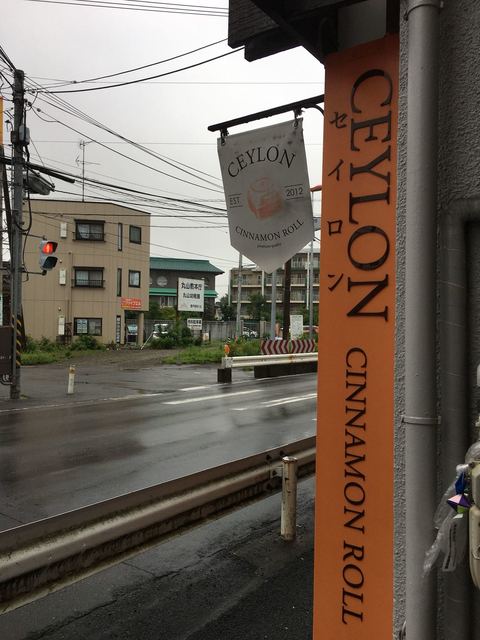 CEYLON
EST
2012
CINNAMON ROLL
CEYLON
セイロン
CINNAMON ROLL